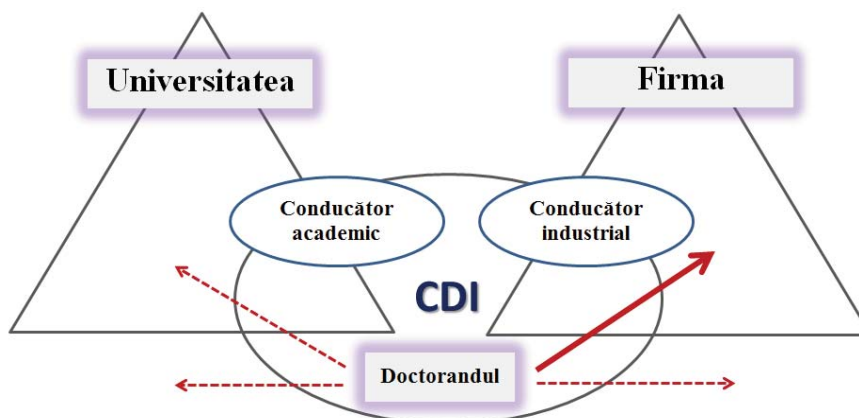 Universitatea
Firma
Conducător
academic
Conducător
industrial
CDI
Doctorandul